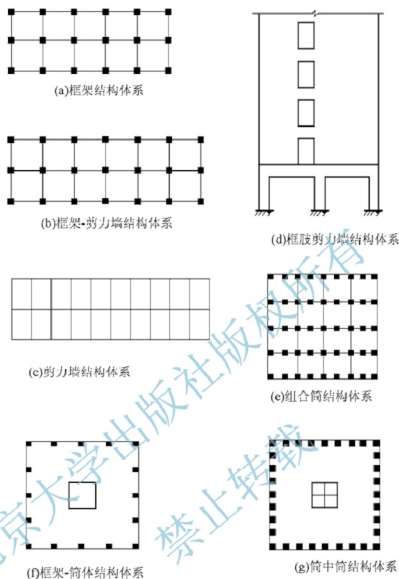 (a)框架结构体系
(b)框架-剪力墙结构体系
(d)框肢剪力墙结构体系
(c)剪力墙结构体系
(e)组合筒结构体系
(f)框架-筒体结构体系
(g)筒中筒结构体系
京大学出版社版权所有
禁止转载